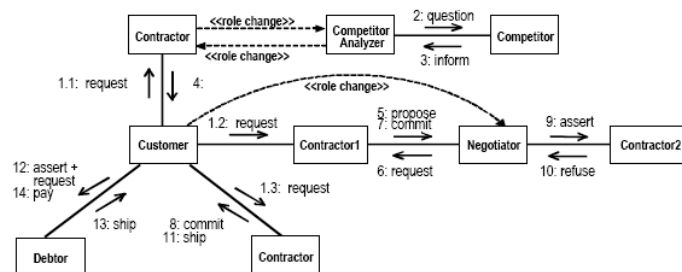 <<role change>>
2: question
Contractor
Competitor
Analyzer
Competitor
<<role change>>
3: inform
1.1: request
4:
<<role change>>
1.2: request
5: propose
7: commit
9: assert
Customer
Contractor1
Negotiator
Contractor2
6: request
10: refuse
12: assert +
request
14: pay
1.3: request
13: ship
8: commit
11: ship
Debtor
Contractor